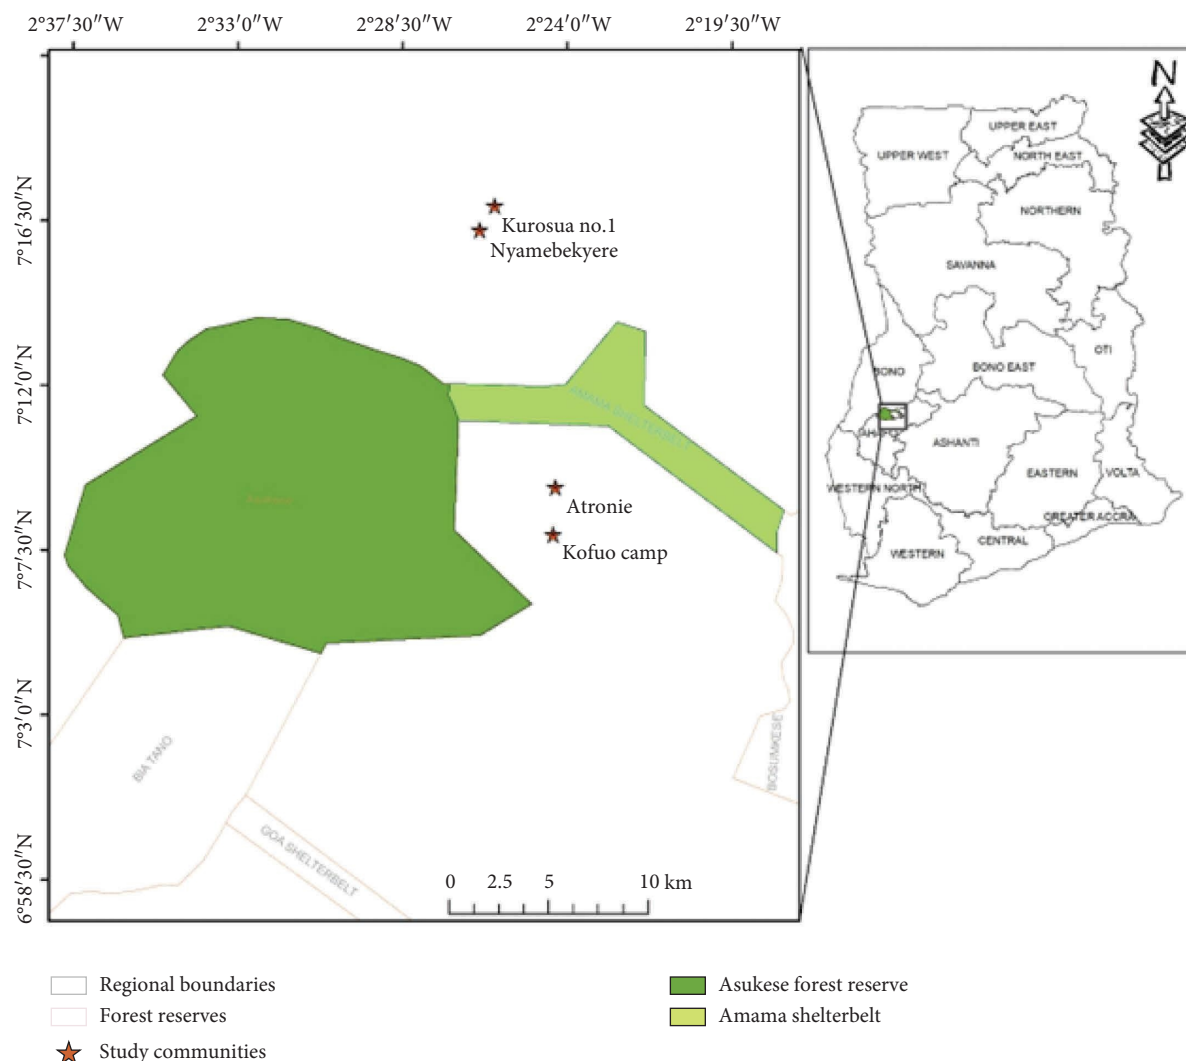 2°37′30″W 2°33′0″W 2°28′30″W 2°24′0″W 2°19′30″W
7°16′30″N
7°12′0″N
7°7′30″N
7°3′0″N
6°58′30″N
Kurosua no.1
Nyamebekyere
AMAMA SHELTERBELT
Atronie
Kofuo camp
BIA TANO
GOA SHELTERBELT
BOSUMKESE
0 2.5 5 10 km
N
UPPER EAST
UPPER WEST
NORTH EAST
NORTHERN
SAVANNA
OTI
BONO
BONO EAST
AHAFO
ASHANTI
EASTERN
VOLTA
WESTERN NORTH
GREATER ACCRA
CENTRAL
WESTERN
Regional boundaries
Forest reserves
Study communities
Asukese forest reserve
Amama shelterbelt